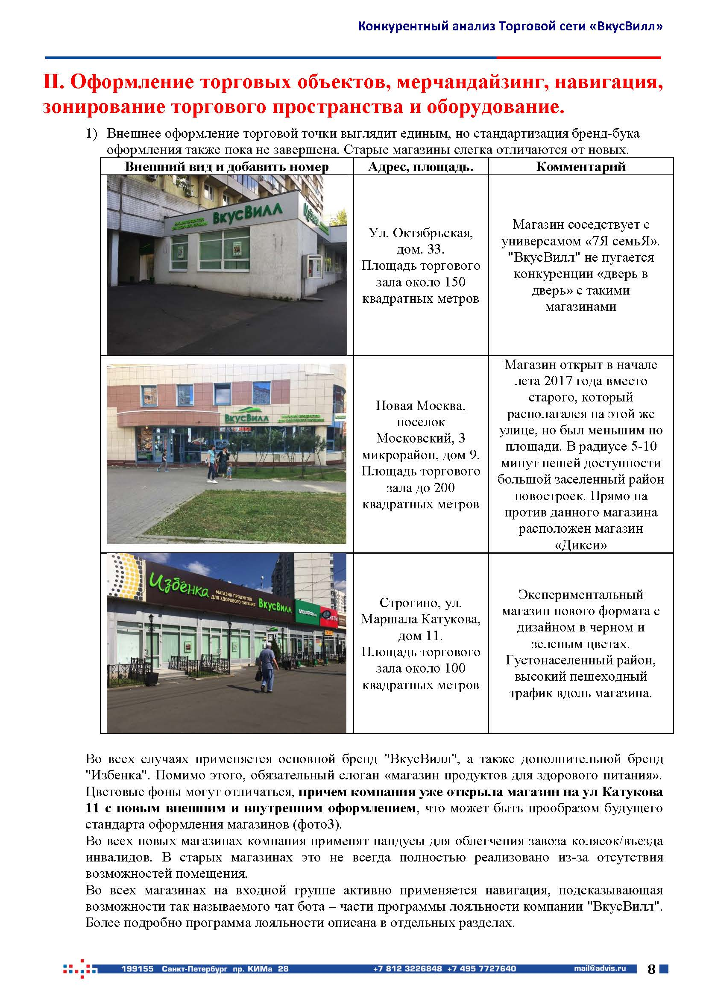 Конкурентный анализ Торговой сети «ВкусВилл»
II. Оформление торговых объектов, мерчандайзинг, навигация,
зонирование торгового пространства и оборудование.
1) Внешнее оформление торговой точки выглядит единым, но стандартизация бренд-бука
оформления также пока не завершена. Старые магазины слегка отличаются от новых.
Внешний вид и добавить номер
Адрес, площадь.
Комментарий
МАГАЗИН ПРОДУКТОВ
ДЛЯ ЗДОРОВОГО ПИТАНИЯ
ВкусВилл
Избёнка
Ул. Октябрьская,
дом. 33.
Площадь торгового
зала около 150
квадратных метров
Магазин соседствует с
универсамом «7Я семьЯ».
"ВкусВилл" не пугается
конкуренции «дверь в
дверь» с такими
магазинами
ВкусВилл
МАГАЗИН ПРОДУКТОВ
ДЛЯ ЗДОРОВОГО ПИТАНИЯ
Новая Москва,
поселок
Московский, 3
микрорайон, дом 9.
Площадь торгового
зала до 200
квадратных метров
Магазин открыт в начале
лета 2017 года вместо
старого, который
располагался на этой же
улице, но был меньшим по
площади. В радиусе 5-10
минут пешей доступности
большой заселенный район
новостроек. Прямо на
против данного магазина
расположен магазин
«Дикси»
Избёнка
МАГАЗИН ПРОДУКТОВ
ДЛЯ ЗДОРОВОГО ПИТАНИЯ
ВкусВилл
МЕГАФОН.RU
Строгино, ул.
Маршала Катукова,
дом 11.
Площадь торгового
зала около 100
квадратных метров
Экспериментальный
магазин нового формата с
дизайном в черном и
зеленым цветах.
Густонаселенный район,
высокий пешеходный
трафик вдоль магазина.
Во всех случаях применяется основной бренд "ВкусВилл", а также дополнительной бренд
"Избенка". Помимо этого, обязательный слоган «магазин продуктов для здорового питания».
Цветовые фоны могут отличаться, причем компания уже открыла магазин на ул Катукова
11 с новым внешним и внутренним оформлением, что может быть прообразом будущего
стандарта оформления магазинов (фото3).
Во всех новых магазинах компания применят пандусы для облегчения завоза колясок/въезда
инвалидов. В старых магазинах это не всегда полностью реализовано из-за отсутствия
возможностей помещения.
Во всех магазинах на входной группе активно применяется навигация, подсказывающая
возможности так называемого чат бота – части программы лояльности компании "ВкусВилл".
Более подробно программа лояльности описана в отдельных разделах.
199155 Санкт-Петербург пр. КИМа 28 +7 812 3226848 +7 495 7727640 mail@advis.ru 8